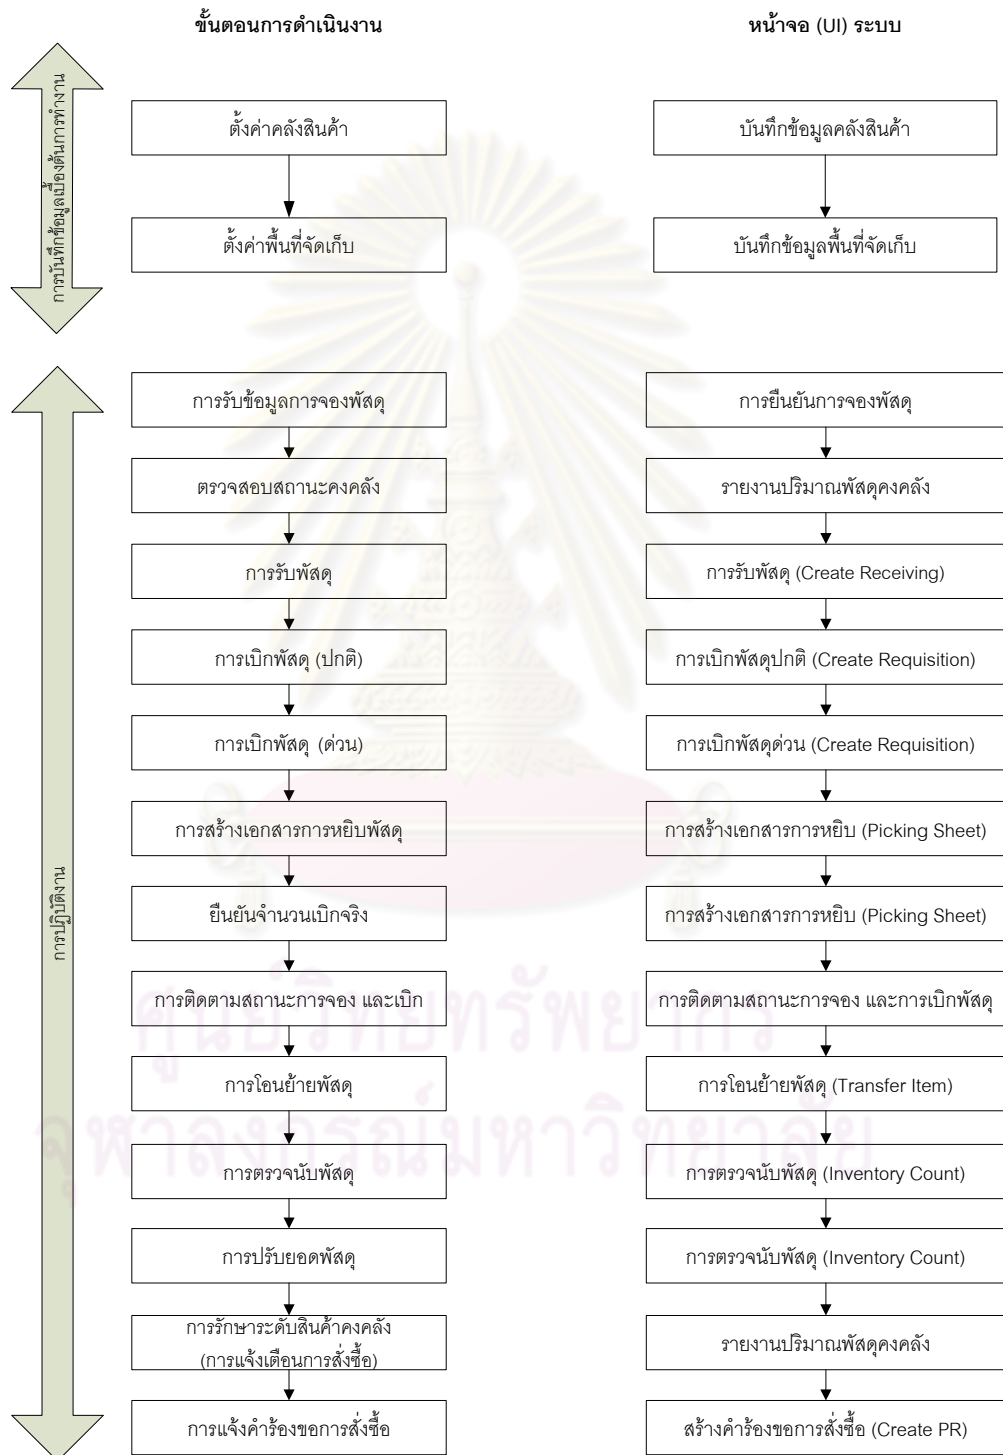 ขั้นตอนการดำเนินงาน
หน้าจอ (UI) ระบบ
การบันทึกข้อมูลเบื้องต้นการทำงาน
ตั้งค่าคลังสินค้า
บันทึกข้อมูลคลังสินค้า
ตั้งค่าพื้นที่จัดเก็บ
บันทึกข้อมูลพื้นที่จัดเก็บ
การปฏิบัติงาน
การรับข้อมูลการจองพัสดุ
การยืนยันการจองพัสดุ
ตรวจสอบสถานะคงคลัง
รายงานปริมาณพัสดุคงคลัง
การรับพัสดุ
การรับพัสดุ (Create Receiving)
การเบิกพัสดุ (ปกติ)
การเบิกพัสดุปกติ (Create Requisition)
การเบิกพัสดุ (ด่วน)
การเบิกพัสดุด่วน (Create Requisition)
การสร้างเอกสารการหยิบพัสดุ
การสร้างเอกสารการหยิบ (Picking Sheet)
ยืนยันจำนวนเบิกจริง
การสร้างเอกสารการหยิบ (Picking Sheet)
การติดตามสถานะการจอง และเบิก
การติดตามสถานะการจอง และการเบิกพัสดุ
ศูนย์วิทยทรัพยากร
การโอนย้ายพัสดุ
การโอนย้ายพัสดุ (Transfer Item)
จุฬาลงกรณ์มหาวิทยาลัย
การตรวจนับพัสดุ
การตรวจนับพัสดุ (Inventory Count)
การปรับยอดพัสดุ
การตรวจนับพัสดุ (Inventory Count)
การรักษาระดับสินค้าคงคลัง
(การแจ้งเตือนการสั่งซื้อ)
รายงานปริมาณพัสดุคงคลัง
การแจ้งคำร้องขอการสั่งซื้อ
สร้างคำร้องขอการสั่งซื้อ (Create PR)